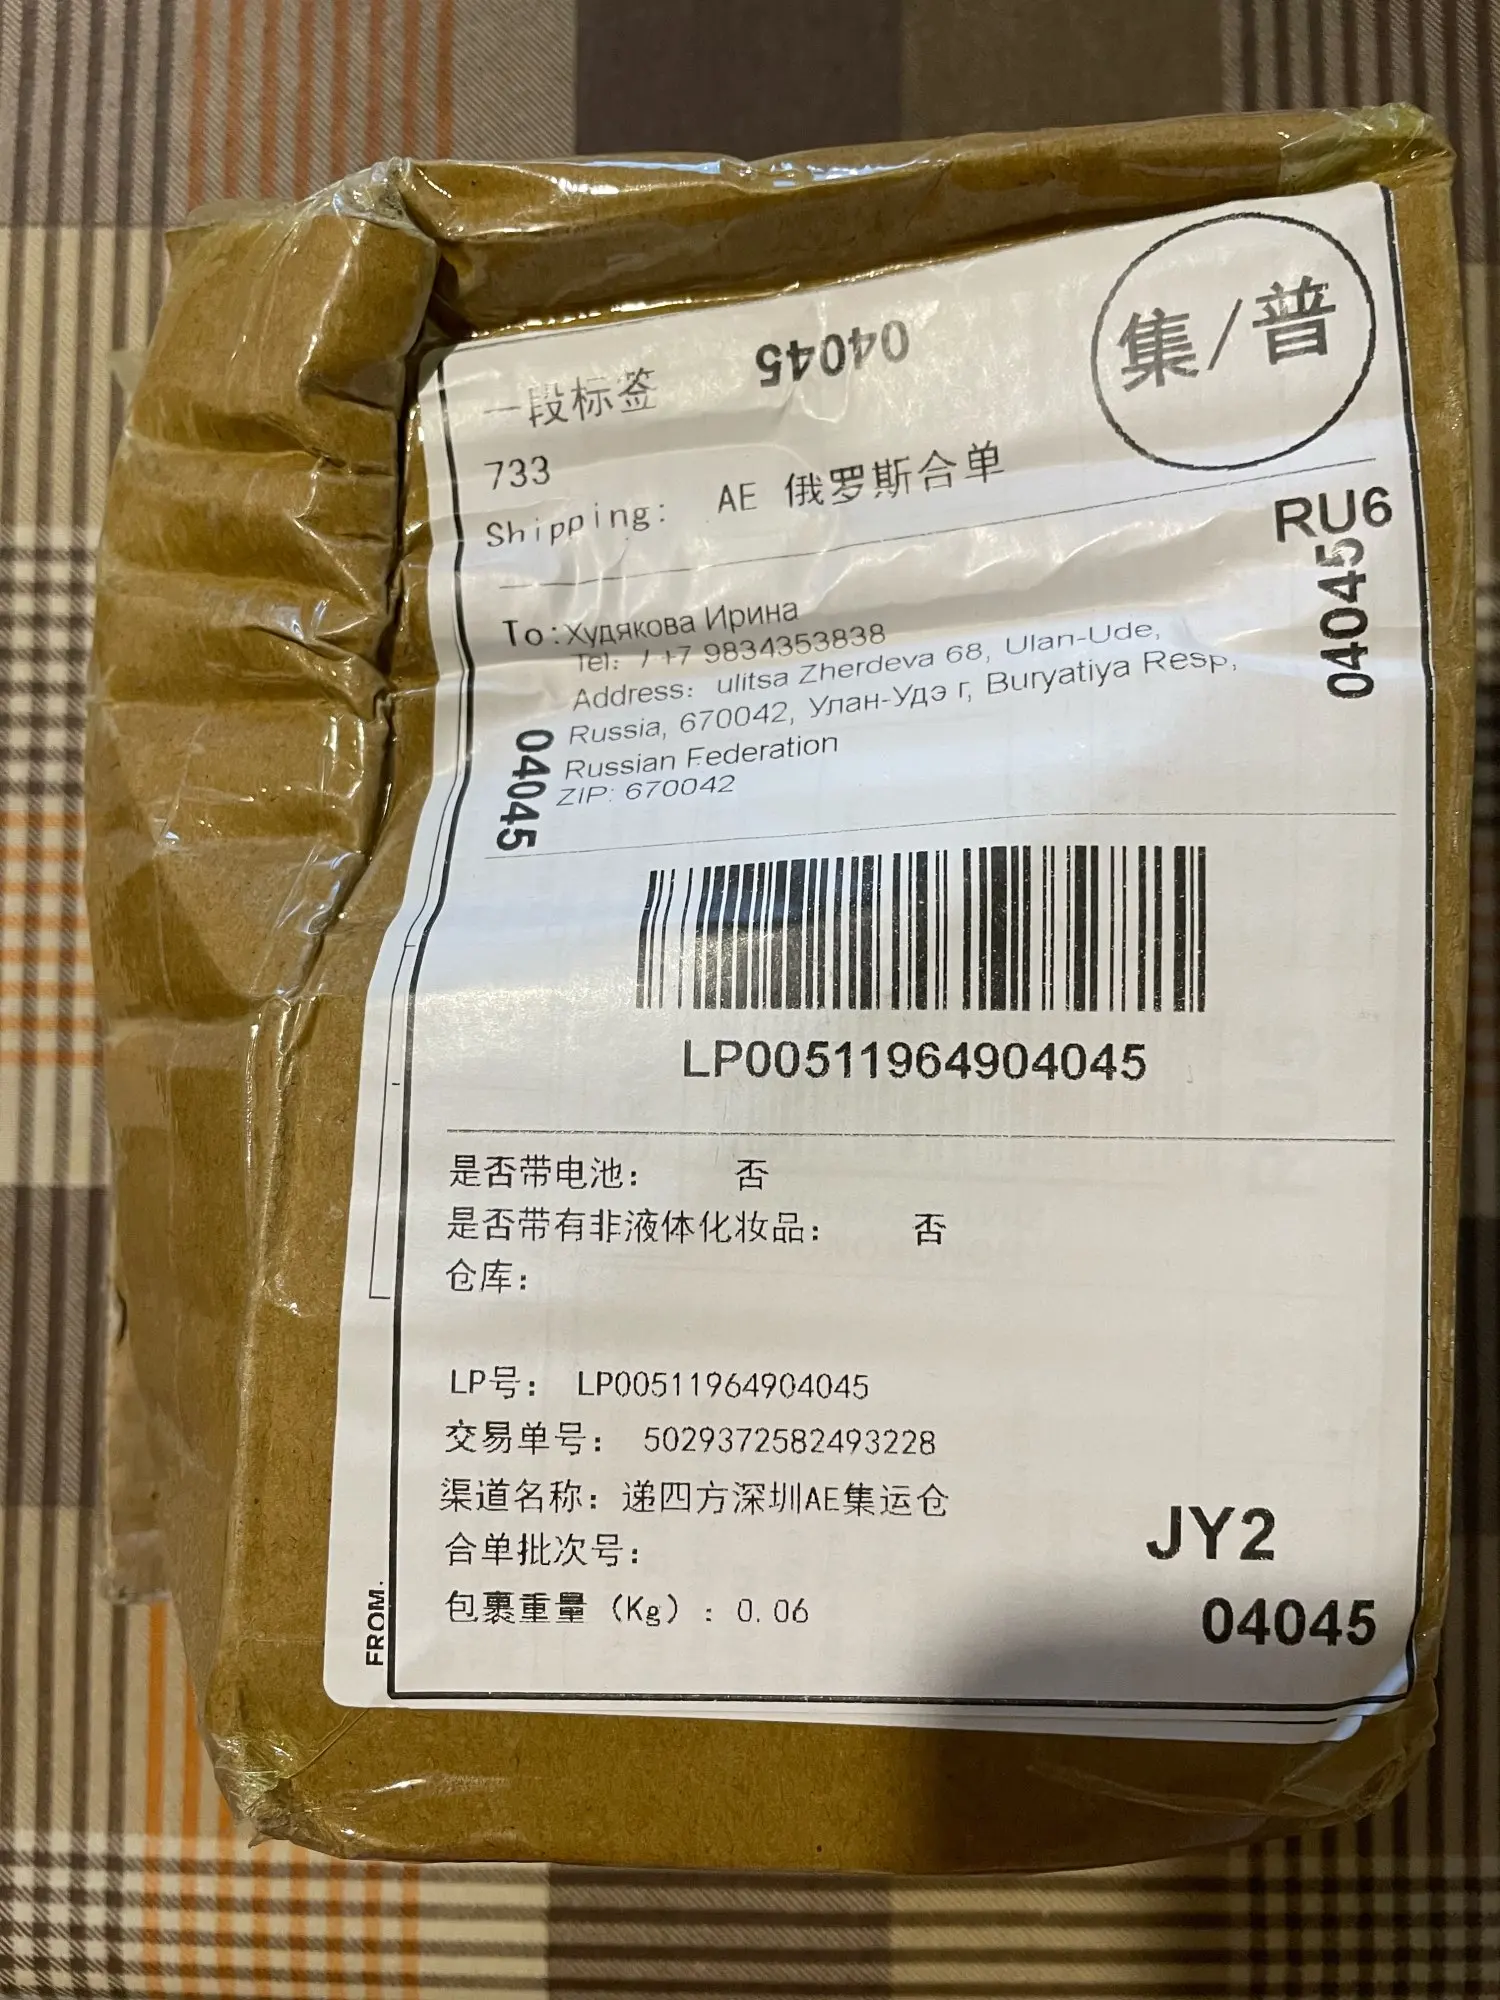 集/普
04045
一段标签
733
Shipping: AE 俄罗斯合单
RU6
04045
To:Худякова Ирина
Tel: / +7 9834353838
Address: ulitsa Zherdeva 68, Ulan-Ude,
Russia, 670042, Улан-Удэ г, Buryatiya Resp,
Russian Federation
ZIP: 670042
04045
LP00511964904045
是否带电池： 否
是否带有非液体化妆品： 否
仓库：
LP号： LP00511964904045
交易单号： 5029372582493228
渠道名称：递四方深圳AE集运仓
合单批次号：
包裹重量（Kg）：0.06
JY2
04045
FROM.